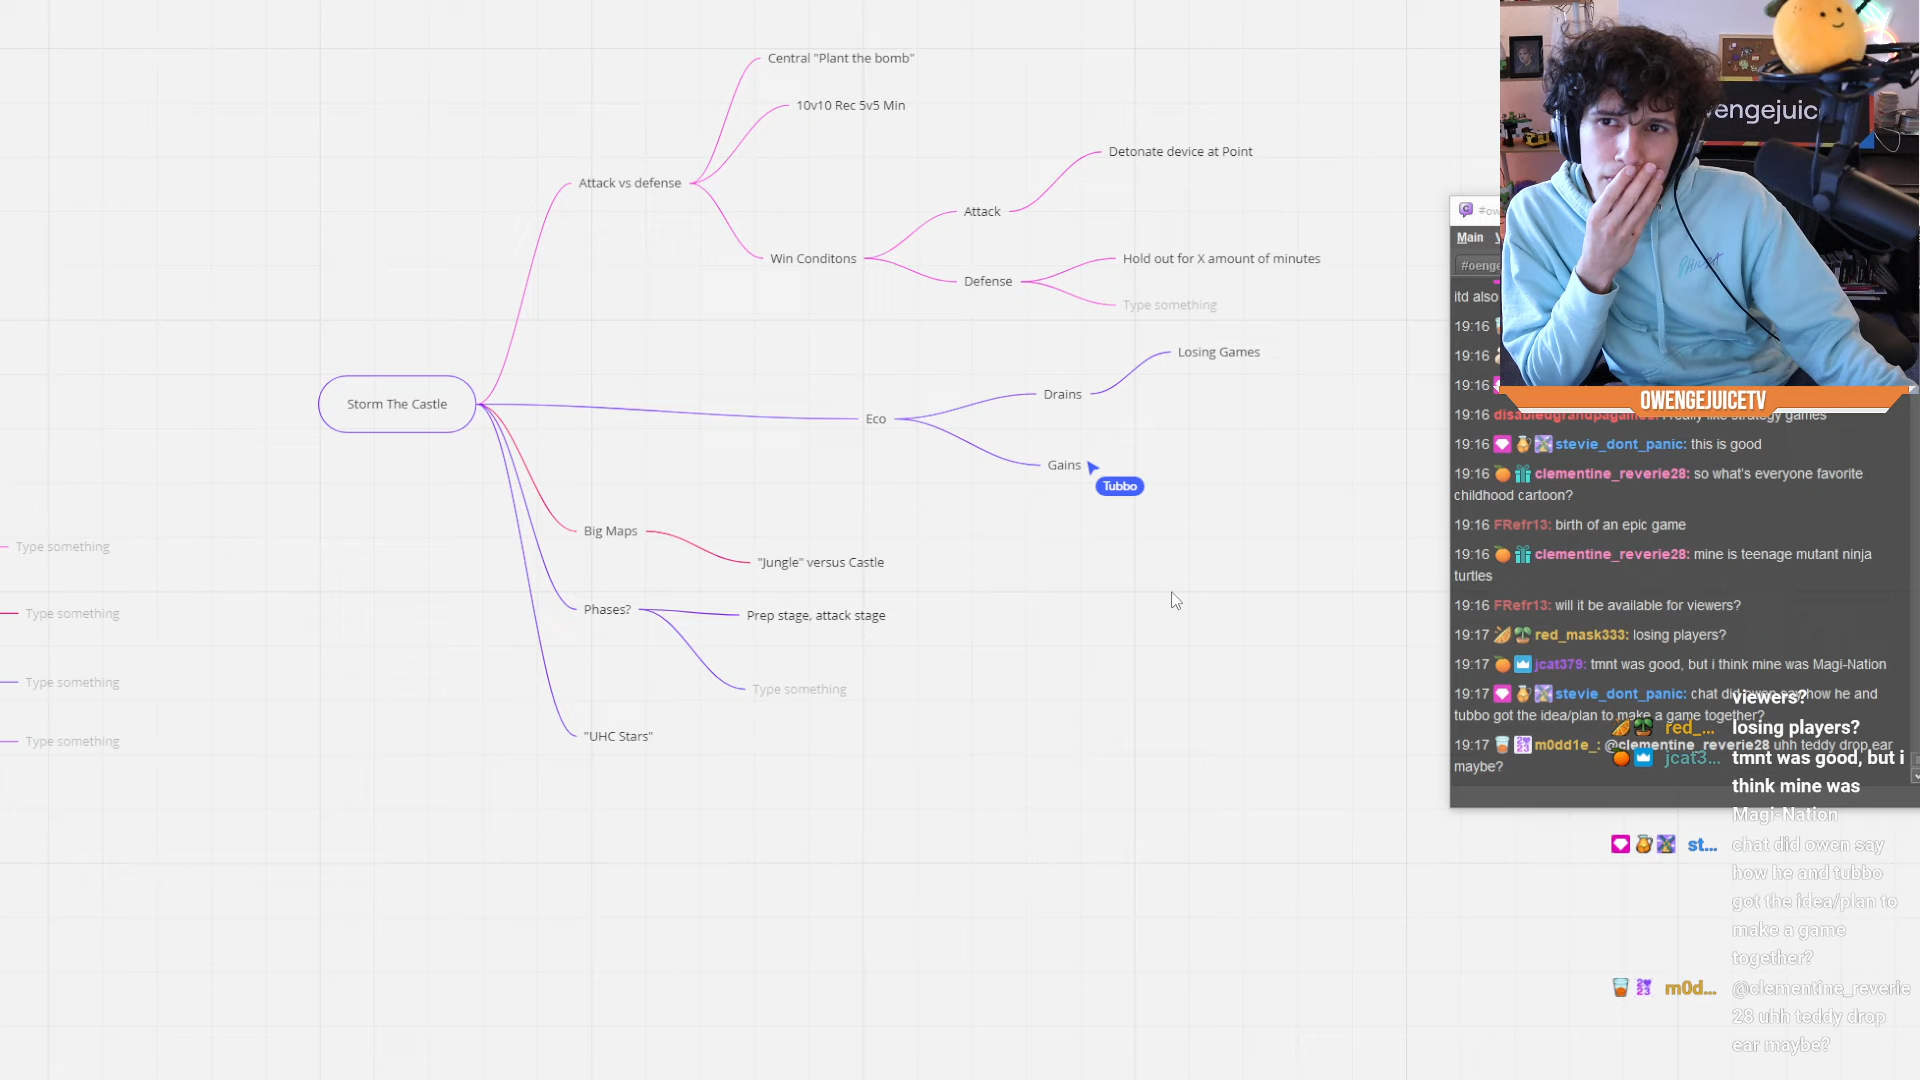 Central "Plant the bomb"
10v10 Rec 5v5 Min
Attack vs defense
Detonate device at Point
Attack
Win Conditons
Hold out for X amount of minutes
Defense
Type something
Losing Games
Storm The Castle
Drains
Eco
Gains
Tubbo
Big Maps
"Jungle" versus Castle
Phases?
Prep stage, attack stage
Type something
"UHC Stars"
Type something
Type something
Type something
Type something
engejuic
OWENGEJUICETV
Main
itd also
19:16
19:16
19:16
19:16 strategy games
19:16 stevie_dont_panic: this is good
19:16 clementine_reverie28: so what's everyone favorite
childhood cartoon?
19:16 FRefr13: birth of an epic game
19:16 clementine_reverie28: mine is teenage mutant ninja
turtles
19:16 FRefr13: will it be available for viewers?
19:17 red_mask333: losing players?
19:17 jcat379: tmnt was good, but i think mine was Magi-Nation
19:17 stevie_dont_panic: chat did owen say how he and
tubbo got the idea/plan to make a game together?
19:17 m0dd1e_: @clementine_reverie28 uhh teddy drop ear
maybe?
viewers?
red_... losing players?
jcat3... tmnt was good, but i
think mine was
Magi-Nation
st... chat did owen say
how he and tubbo
got the idea/plan to
make a game
together?
m0d... @clementine_reverie
28 uhh teddy drop
ear maybe?